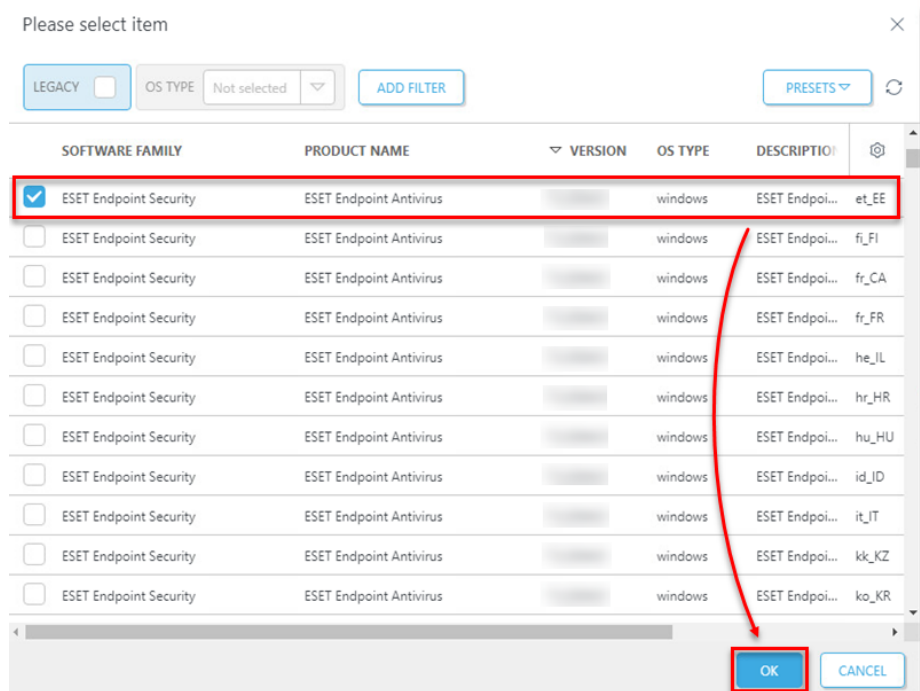 Please select item
LEGACY OS TYPE Not selected ADD FILTER PRESETS
SOFTWARE FAMILY PRODUCT NAME VERSION OS TYPE DESCRIPTION
ESET Endpoint Security ESET Endpoint Antivirus windows ESET Endpoi... et_EE
ESET Endpoint Security ESET Endpoint Antivirus windows ESET Endpoi... fi_FI
ESET Endpoint Security ESET Endpoint Antivirus windows ESET Endpoi... fr_CA
ESET Endpoint Security ESET Endpoint Antivirus windows ESET Endpoi... fr_FR
ESET Endpoint Security ESET Endpoint Antivirus windows ESET Endpoi... he_IL
ESET Endpoint Security ESET Endpoint Antivirus windows ESET Endpoi... hr_HR
ESET Endpoint Security ESET Endpoint Antivirus windows ESET Endpoi... hu_HU
ESET Endpoint Security ESET Endpoint Antivirus windows ESET Endpoi... id_ID
ESET Endpoint Security ESET Endpoint Antivirus windows ESET Endpoi... it_IT
ESET Endpoint Security ESET Endpoint Antivirus windows ESET Endpoi... kk_KZ
ESET Endpoint Security ESET Endpoint Antivirus windows ESET Endpoi... ko_KR
OK CANCEL